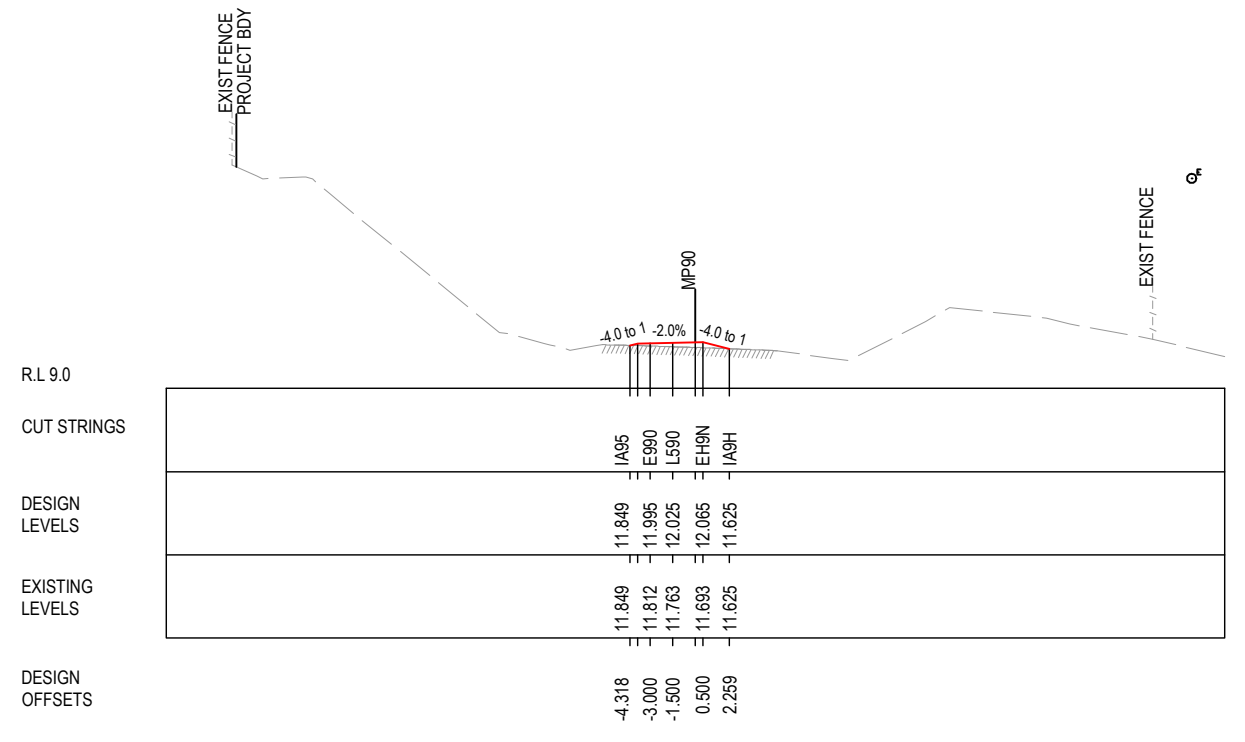 EXIST FENCE
PROJECT BDY
E
EXIST FENCE
MP90
-4.0 to 1
-2.0%
-4.0 to 1
R.L 9.0
CUT STRINGS
IA95
E990
L590
EH9N
IA9H
DESIGN
LEVELS
11.849
11.995
12.025
12.065
11.625
EXISTING
LEVELS
11.849
11.812
11.763
11.693
11.625
DESIGN
OFFSETS
-4.318
-3.000
-1.500
0.500
2.259